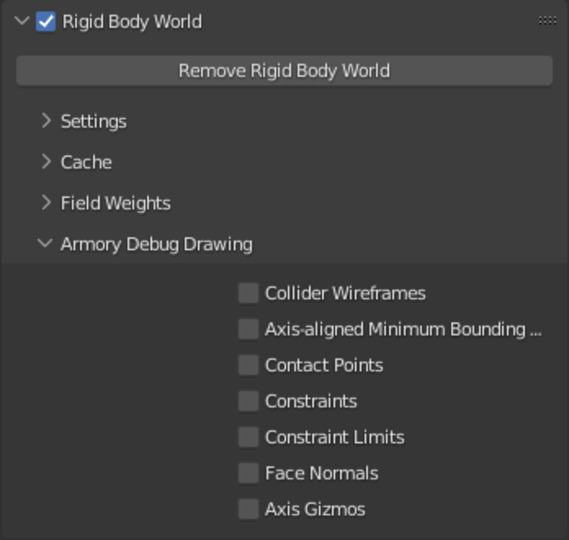 Rigid Body World
Remove Rigid Body World
Settings
Cache
Field Weights
Armory Debug Drawing
Collider Wireframes
Axis-aligned Minimum Bounding ...
Contact Points
Constraints
Constraint Limits
Face Normals
Axis Gizmos